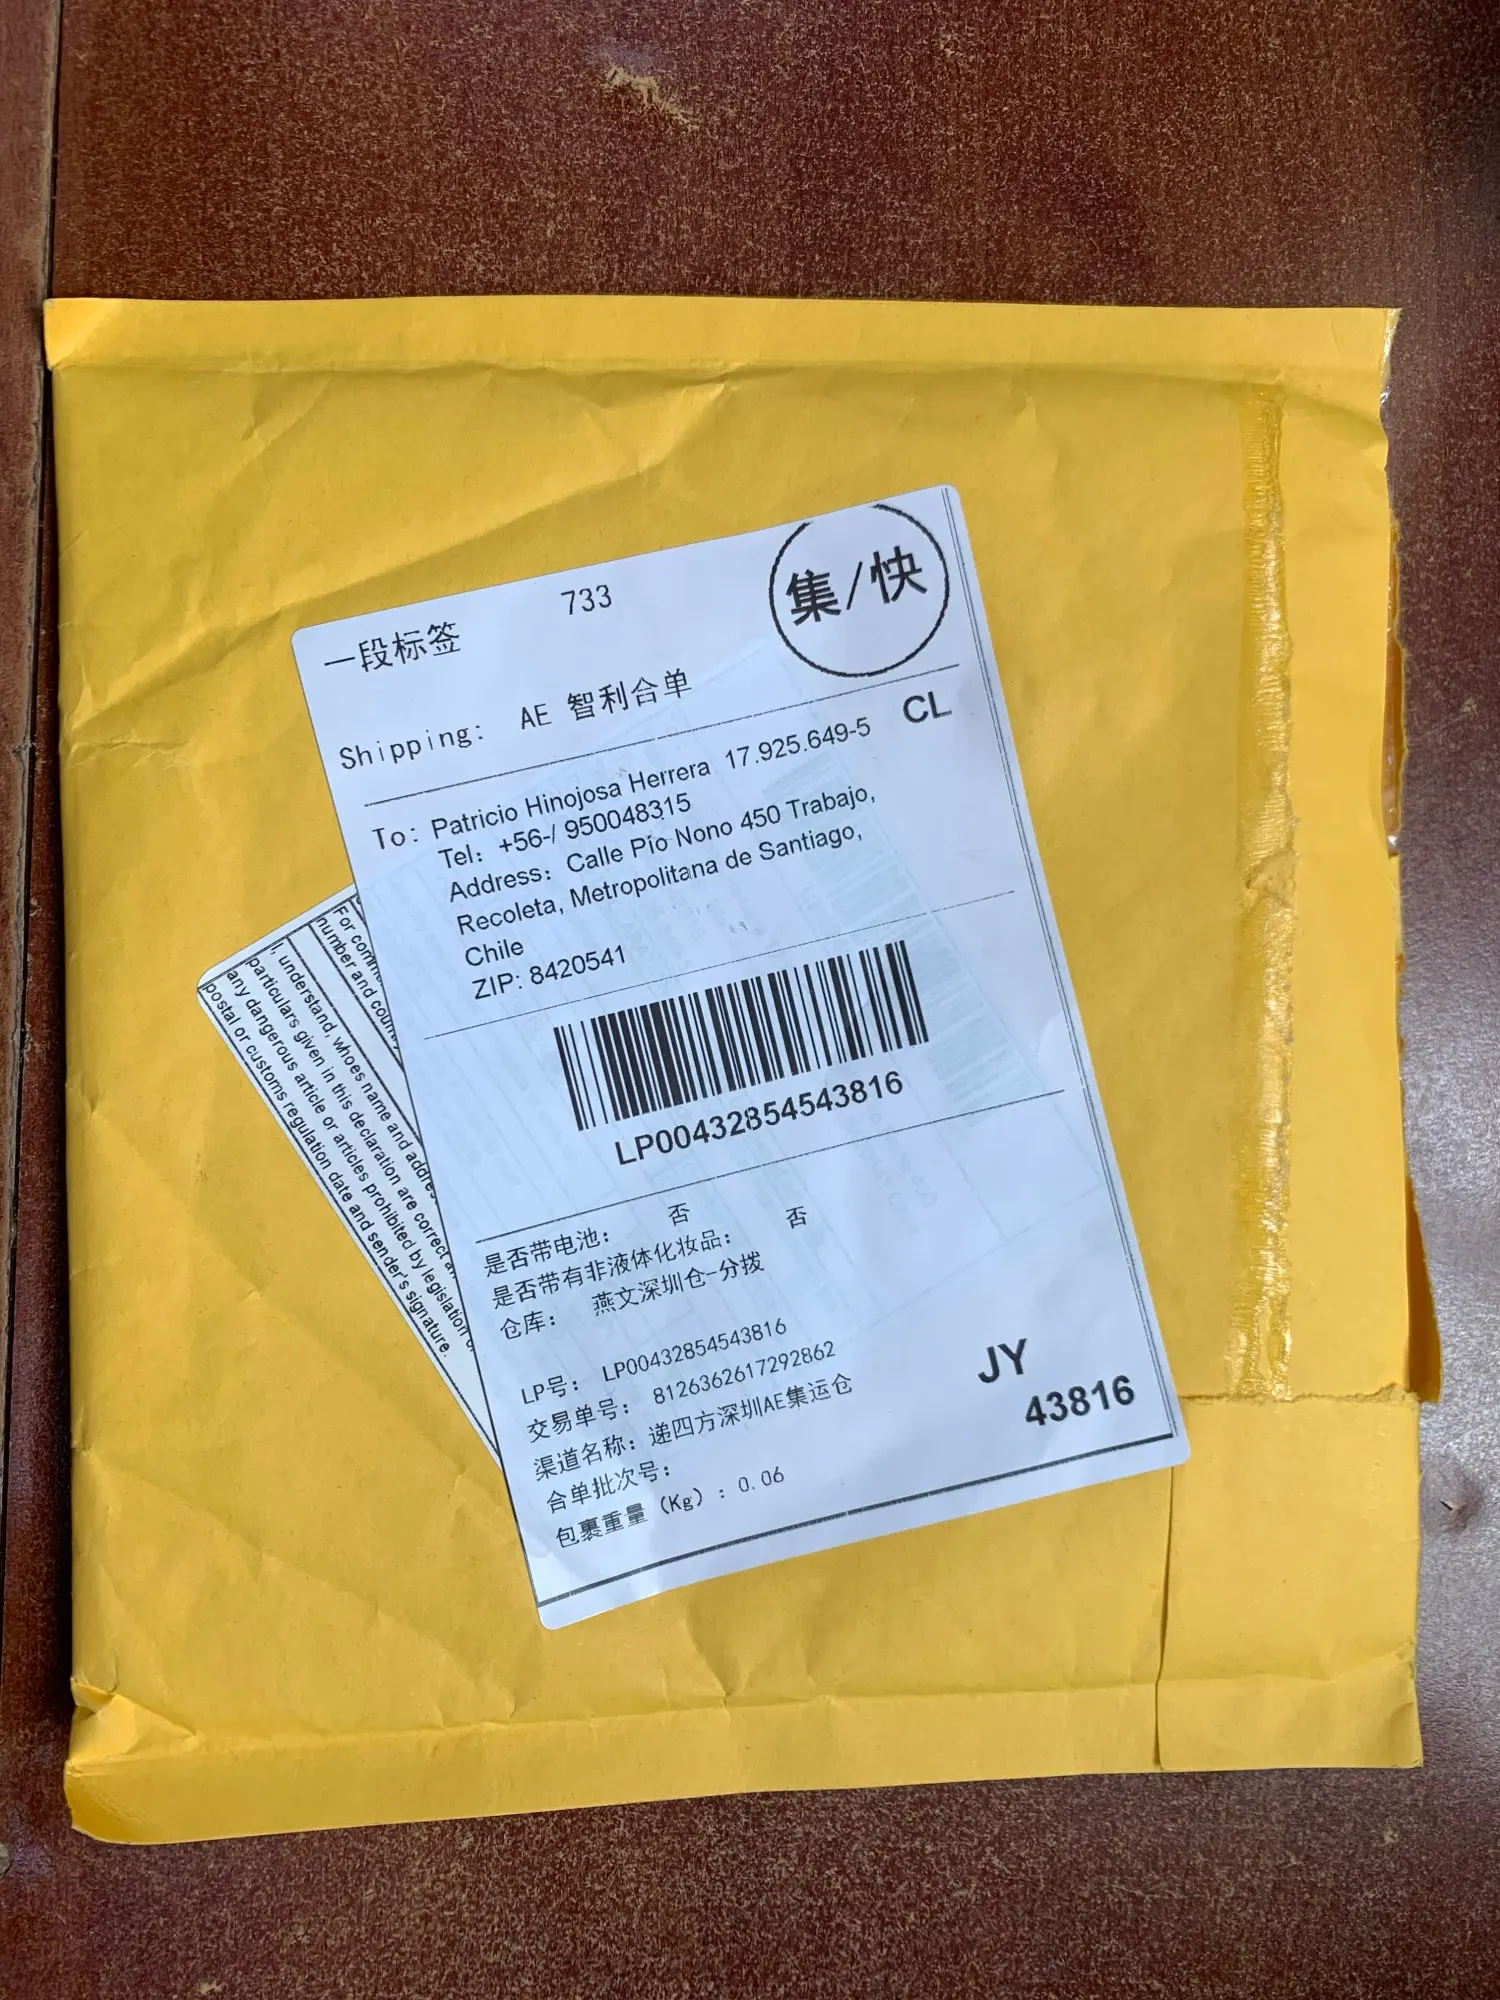 一段标签
733
集/快
Shipping: AE 智利合单
CL
To: Patricio Hinojosa Herrera 17.925.649-5
Tel: +56-/ 950048315
Address: Calle Pío Nono 450 Trabajo,
Recoleta, Metropolitana de Santiago,
Chile
ZIP: 8420541
LP00432854543816
是否带电池: 否
是否带有非液体化妆品: 否
仓库: 燕文深圳仓-分拨
LP号: LP00432854543816
交易单号: 8126362617292862
渠道名称: 递四方深圳AE集运仓
合单批次号:
包裹重量 (Kg) : 0.06
JY
43816
For comm
number and coun
I, understand, whoes name and addre
particulars given in this declaration are correct a
any dangerous article or articles prohibited by legislation o
postal or customs regulation date and sender's signature.